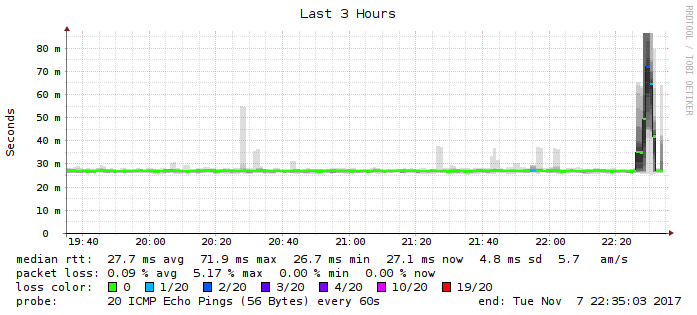 Last 3 Hours
RRDTOOL / TOBI OETIKER
Seconds
80 m
70 m
60 m
50 m
40 m
30 m
20 m
10 m
0
19:40 20:00 20:20 20:40 21:00 21:20 21:40 22:00 22:20
median rtt: 27.7 ms avg 71.9 ms max 26.7 ms min 27.1 ms now 4.8 ms sd 5.7 am/s
packet loss: 0.09 % avg 5.17 % max 0.00 % min 0.00 % now
loss color: 0 1/20 2/20 3/20 4/20 10/20 19/20
probe: 20 ICMP Echo Pings (56 Bytes) every 60s end: Tue Nov 7 22:35:03 2017